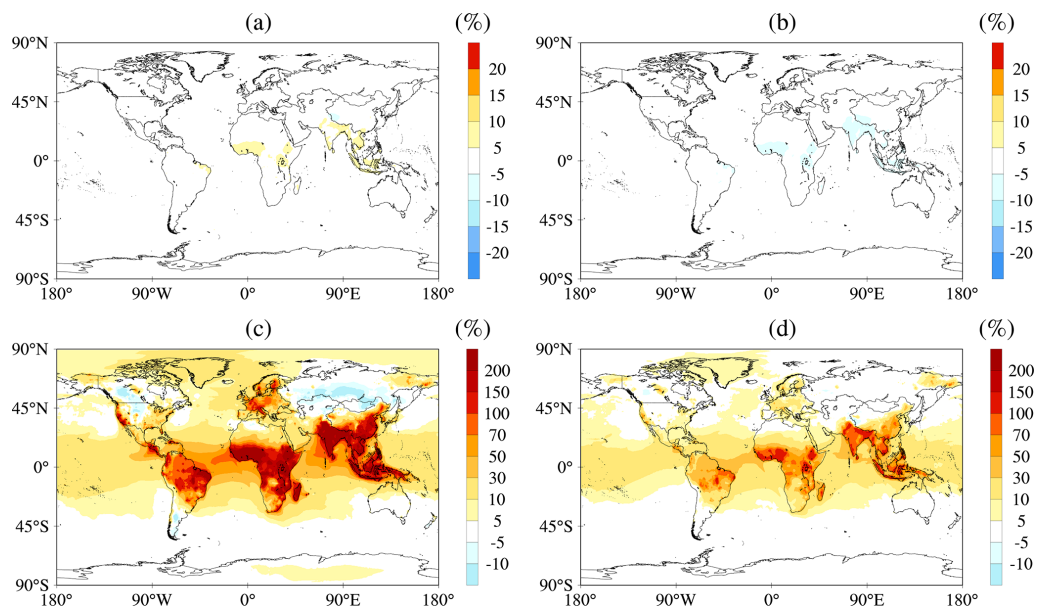 (a) (%) (b) (%)
90°N 90°N
20 20
45°N 15 45°N 15
10 10
5 5
0° 0°
-5 -5
-10 -10
45°S -15 45°S -15
-20 -20
90°S 90°S
180° 90°W 0° 90°E 180° 180° 90°W 0° 90°E 180°
(c) (%) (d) (%)
90°N 90°N
200 200
150 150
45°N 100 45°N 100
70 70
50 50
0° 0°
30 30
10 10
5 5
45°S -5 45°S -5
-10 -10
90°S 90°S
180° 90°W 0° 90°E 180° 180° 90°W 0° 90°E 180°